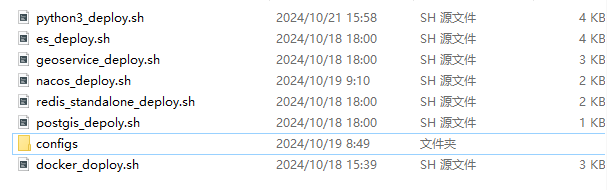 python3_deploy.sh 2024/10/21 15:58 SH 源文件 4 KB
es_deploy.sh 2024/10/18 18:00 SH 源文件 4 KB
geoservice_deploy.sh 2024/10/18 18:00 SH 源文件 3 KB
nacos_deploy.sh 2024/10/19 9:10 SH 源文件 2 KB
redis_standalone_deploy.sh 2024/10/18 18:00 SH 源文件 2 KB
postgis_depoly.sh 2024/10/18 18:00 SH 源文件 1 KB
configs 2024/10/19 8:49 文件夹
docker_doploy.sh 2024/10/18 15:39 SH 源文件 3 KB